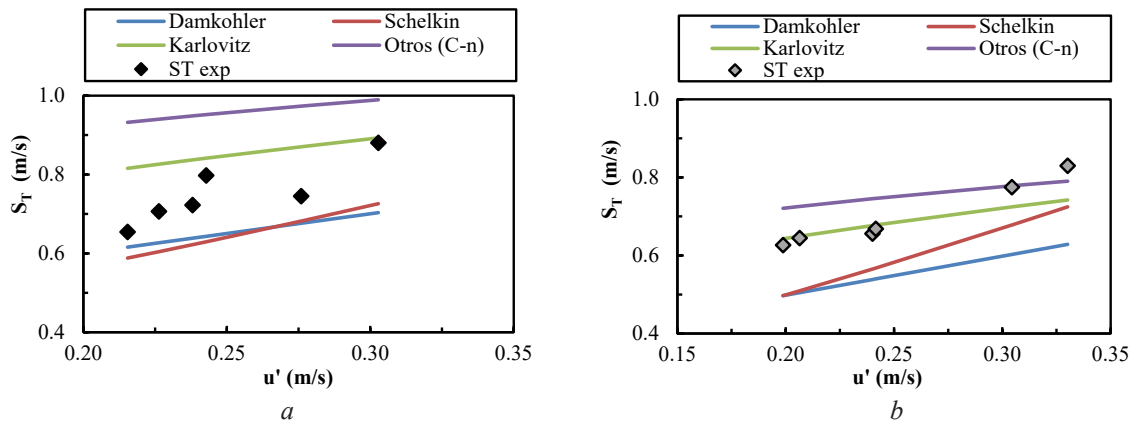 Damkohler Schelkin
Karlovitz Otros (C-n)
ST exp
1.0
0.8
0.6
0.4
S_T (m/s)
0.20 0.25 0.30 0.35
u' (m/s)
a
Damkohler Schelkin
Karlovitz Otros (C-n)
ST exp
1.0
0.8
0.6
0.4
S_T (m/s)
0.15 0.20 0.25 0.30 0.35
u' (m/s)
b